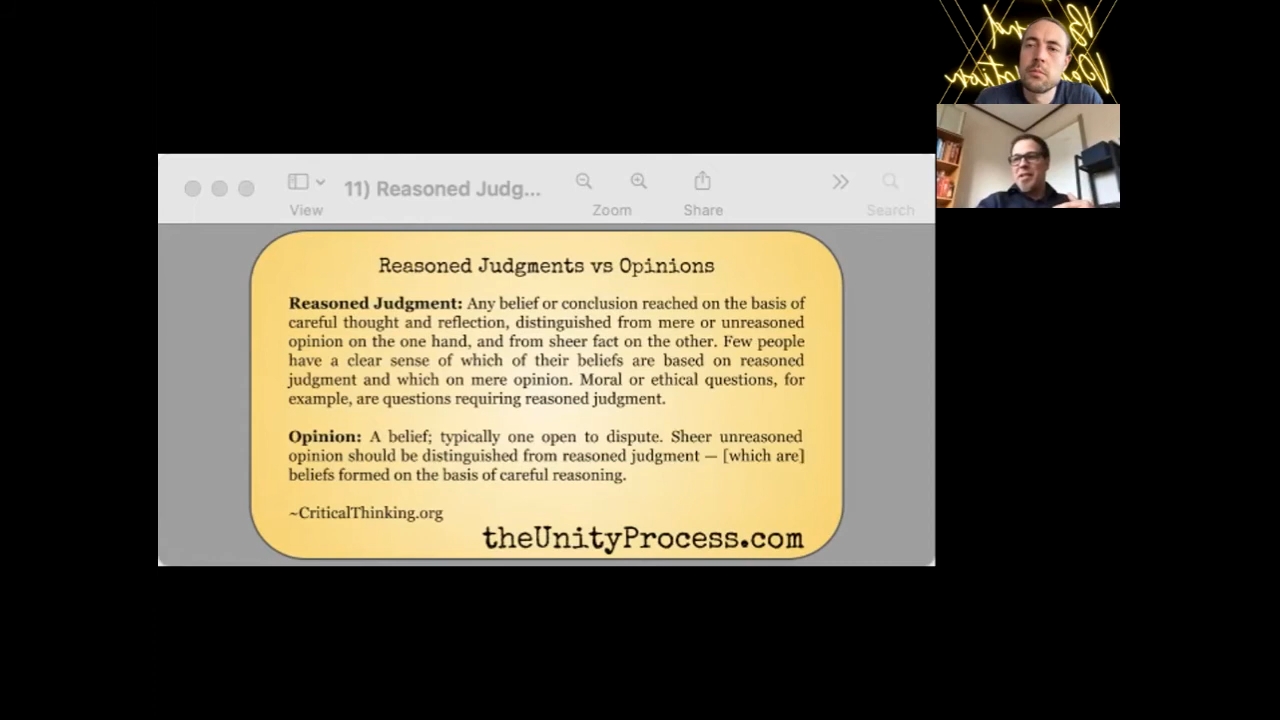 11) Reasoned Judg...
View
Zoom
Share
Search
Reasoned Judgments vs Opinions
Reasoned Judgment: Any belief or conclusion reached on the basis of
careful thought and reflection, distinguished from mere or unreasoned
opinion on the one hand, and from sheer fact on the other. Few people
have a clear sense of which of their beliefs are based on reasoned
judgment and which on mere opinion. Moral or ethical questions, for
example, are questions requiring reasoned judgment.
Opinion: A belief; typically one open to dispute. Sheer unreasoned
opinion should be distinguished from reasoned judgment — [which are]
beliefs formed on the basis of careful reasoning.
~CriticalThinking.org
theUnityProcess.com